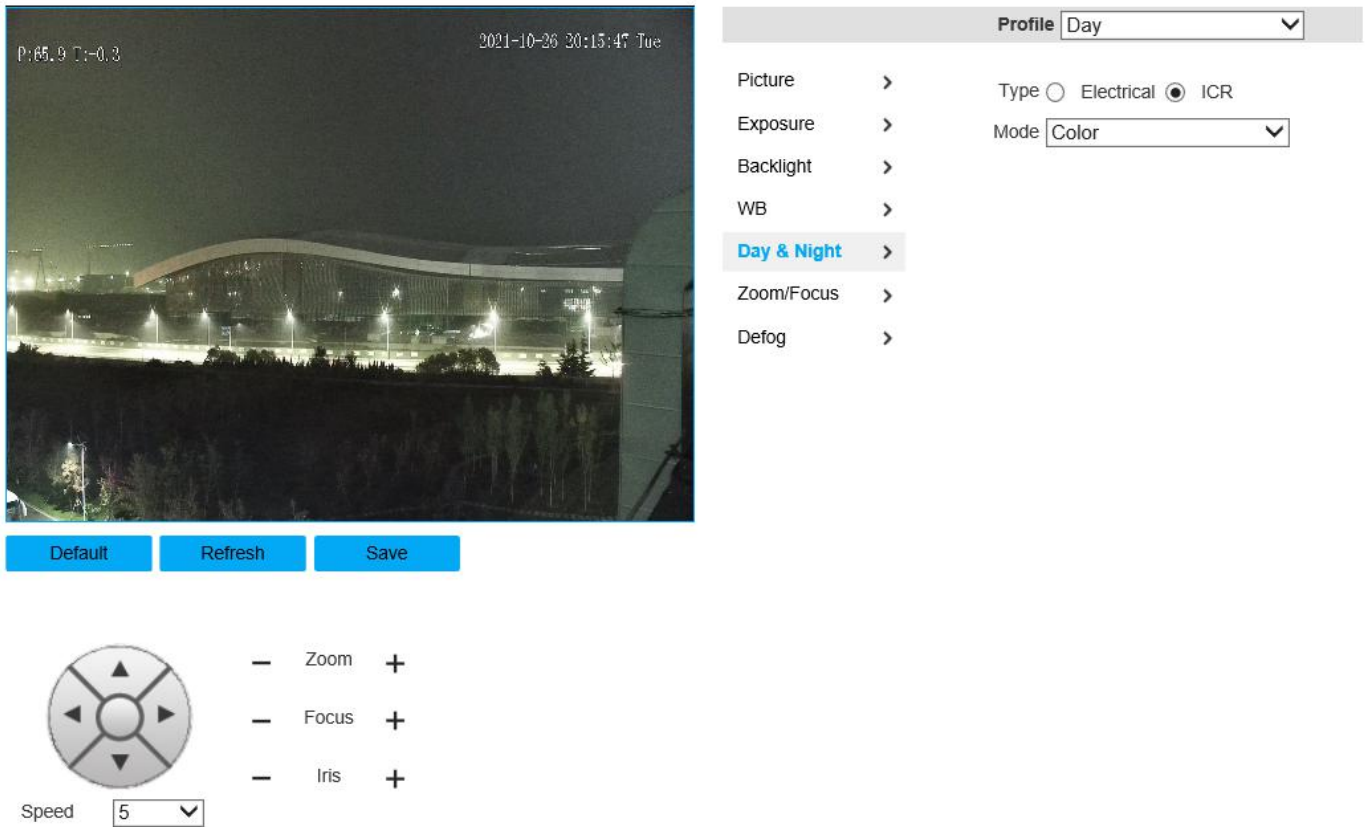 Profile Day
P:65.9 T:-0.3
2021-10-26 20:15:47 Tue
Picture
Exposure
Backlight
WB
Day & Night
Zoom/Focus
Defog
Type Electrical ICR
Mode Color
Default Refresh Save
Zoom
Focus
Iris
Speed 5